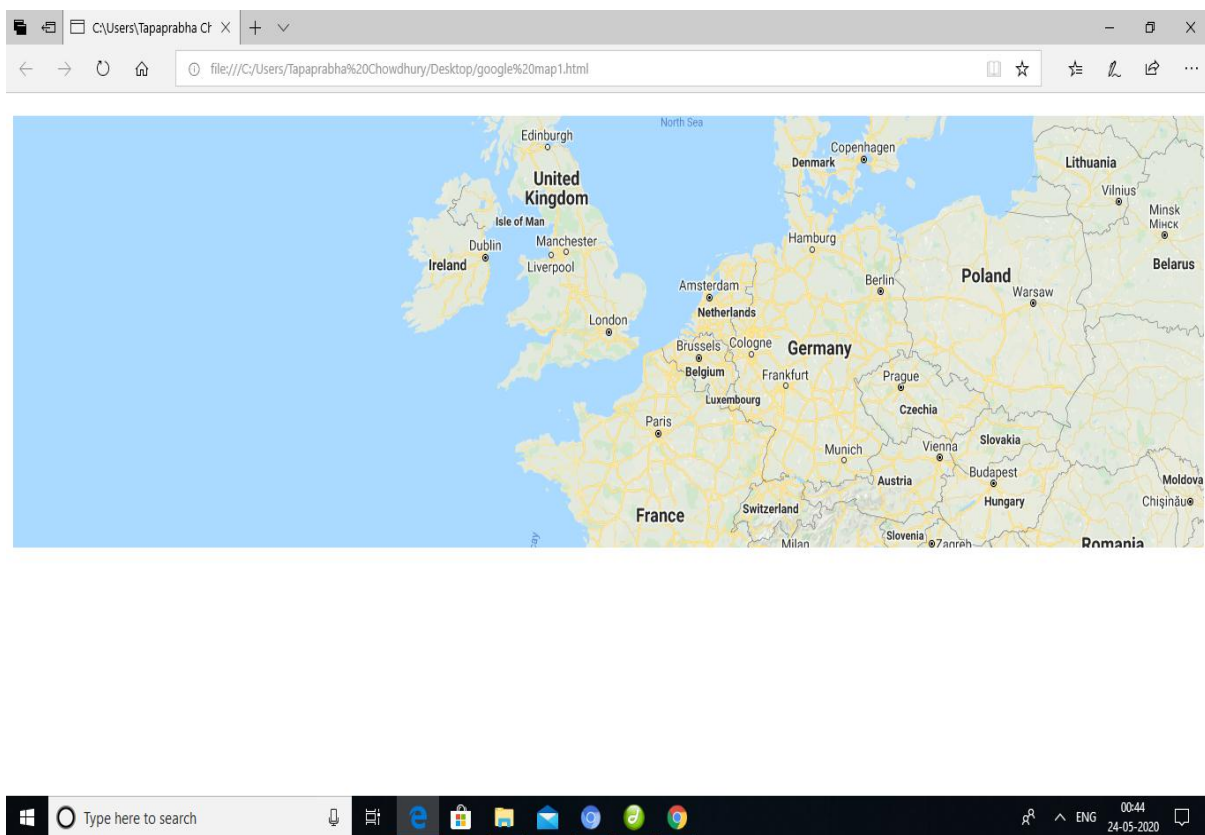 C:\Users\Tapaprabha Ch
file:///C:/Users/Tapaprabha%20Chowdhury/Desktop/google%20map1.html
North Sea
Edinburgh
Copenhagen
Denmark
Lithuania
United
Kingdom
Vilnius
Isle of Man
Minsk
Мінск
Dublin
Manchester
Hamburg
Ireland
Liverpool
Belarus
Amsterdam
Berlin
Poland
Warsaw
Netherlands
London
Brussels
Cologne
Germany
Belgium
Frankfurt
Prague
Luxembourg
Czechia
Paris
Munich
Vienna
Slovakia
Austria
Budapest
Moldova
Hungary
Chișinău
France
Switzerland
Slovenia
Milan
Zagreb
Romania
Type here to search
ENG
00:44
24-05-2020